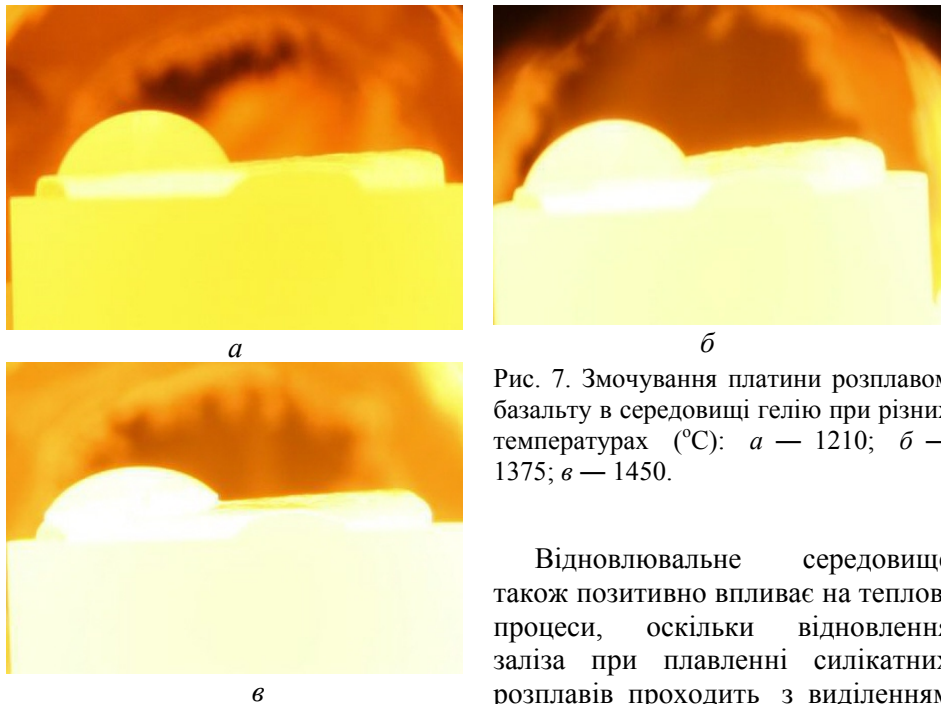 а
б
Рис. 7. Змочування платини розплавом
базальту в середовищі гелію при різних
температурах (°С): а — 1210; б —
1375; в — 1450.
Відновлювальне середовище
також позитивно впливає на теплові
процеси, оскільки відновлення
заліза при плавленні силікатних
розплавів проходить з виділенням
в